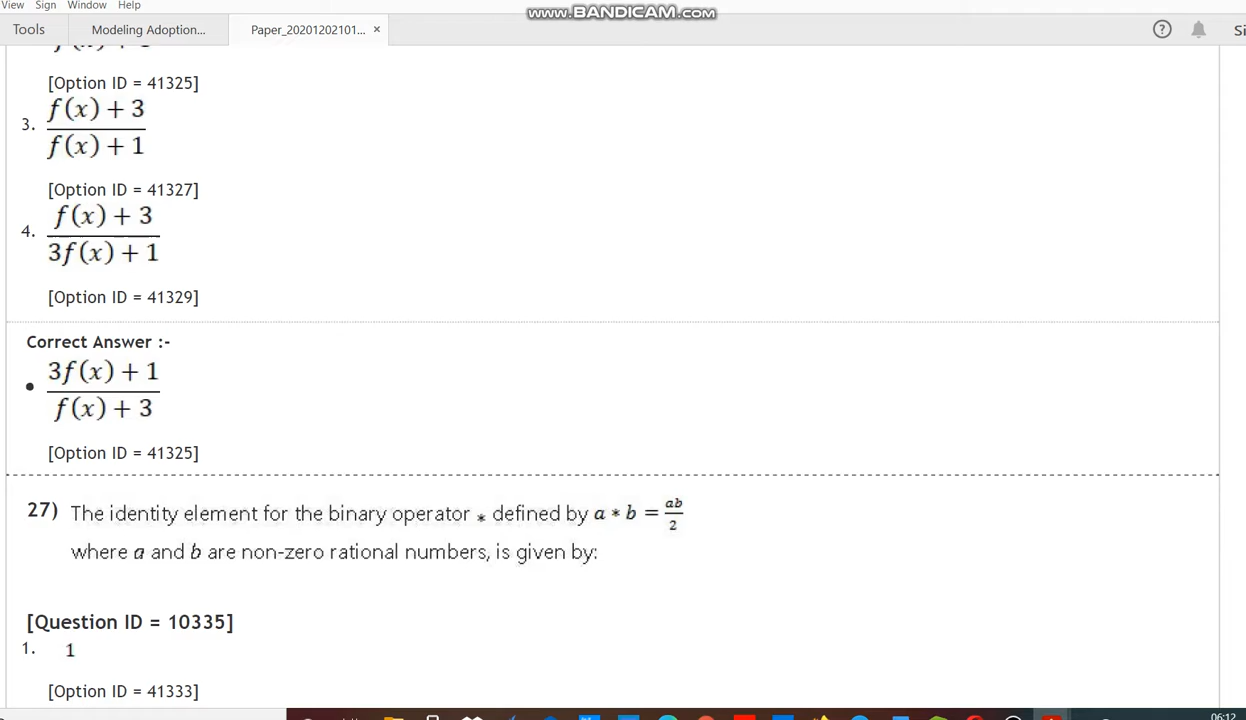 View Sign Window Help
www.BANDICAM.com
Tools Modeling Adoption... Paper_20201202101... ×
[Option ID = 41325]
3. f(x) + 3
f(x) + 1
[Option ID = 41327]
4. f(x) + 3
3f(x) + 1
[Option ID = 41329]
Correct Answer :-
• 3f(x) + 1
f(x) + 3
[Option ID = 41325]
27) The identity element for the binary operator * defined by a * b = ab/2
where a and b are non-zero rational numbers, is given by:
[Question ID = 10335]
1. 1
[Option ID = 41333]
06:12